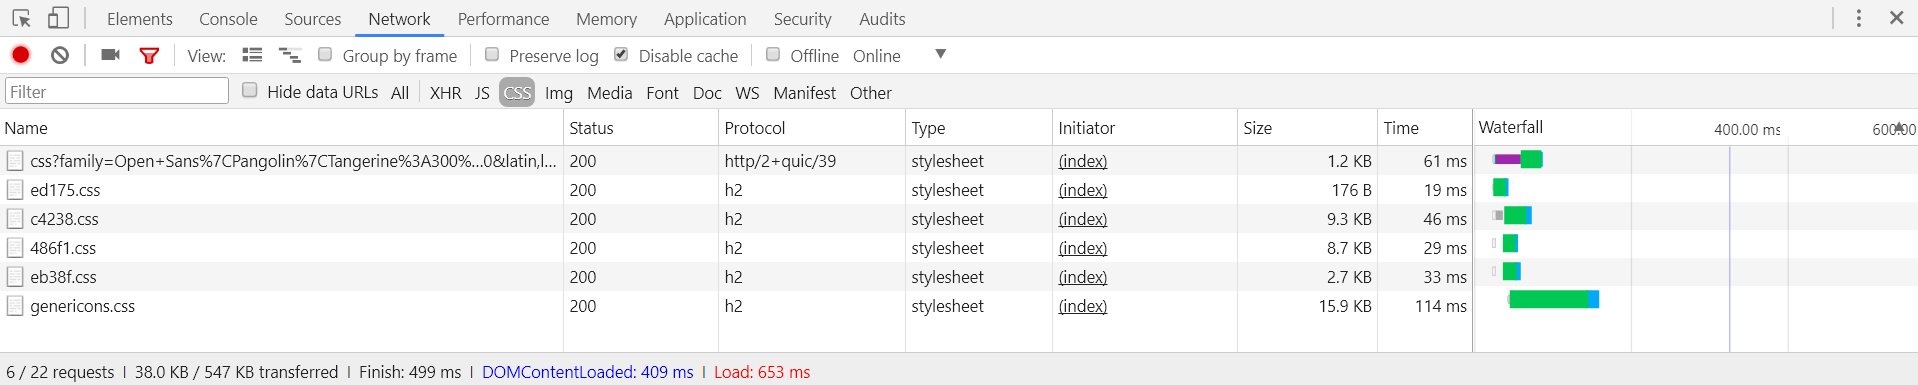 Elements Console Sources Network Performance Memory Application Security Audits
View: Group by frame Preserve log Disable cache Offline Online
Filter Hide data URLs All XHR JS CSS Img Media Font Doc WS Manifest Other
Name Status Protocol Type Initiator Size Time Waterfall 400.00 ms 600.00
css?family=Open+Sans%7CPangolin%7CTangerine%3A300%...0&latin,l... 200 http/2+quic/39 stylesheet (index) 1.2 KB 61 ms
ed175.css 200 h2 stylesheet (index) 176 B 19 ms
c4238.css 200 h2 stylesheet (index) 9.3 KB 46 ms
486f1.css 200 h2 stylesheet (index) 8.7 KB 29 ms
eb38f.css 200 h2 stylesheet (index) 2.7 KB 33 ms
genericons.css 200 h2 stylesheet (index) 15.9 KB 114 ms
6 / 22 requests | 38.0 KB / 547 KB transferred | Finish: 499 ms | DOMContentLoaded: 409 ms | Load: 653 ms